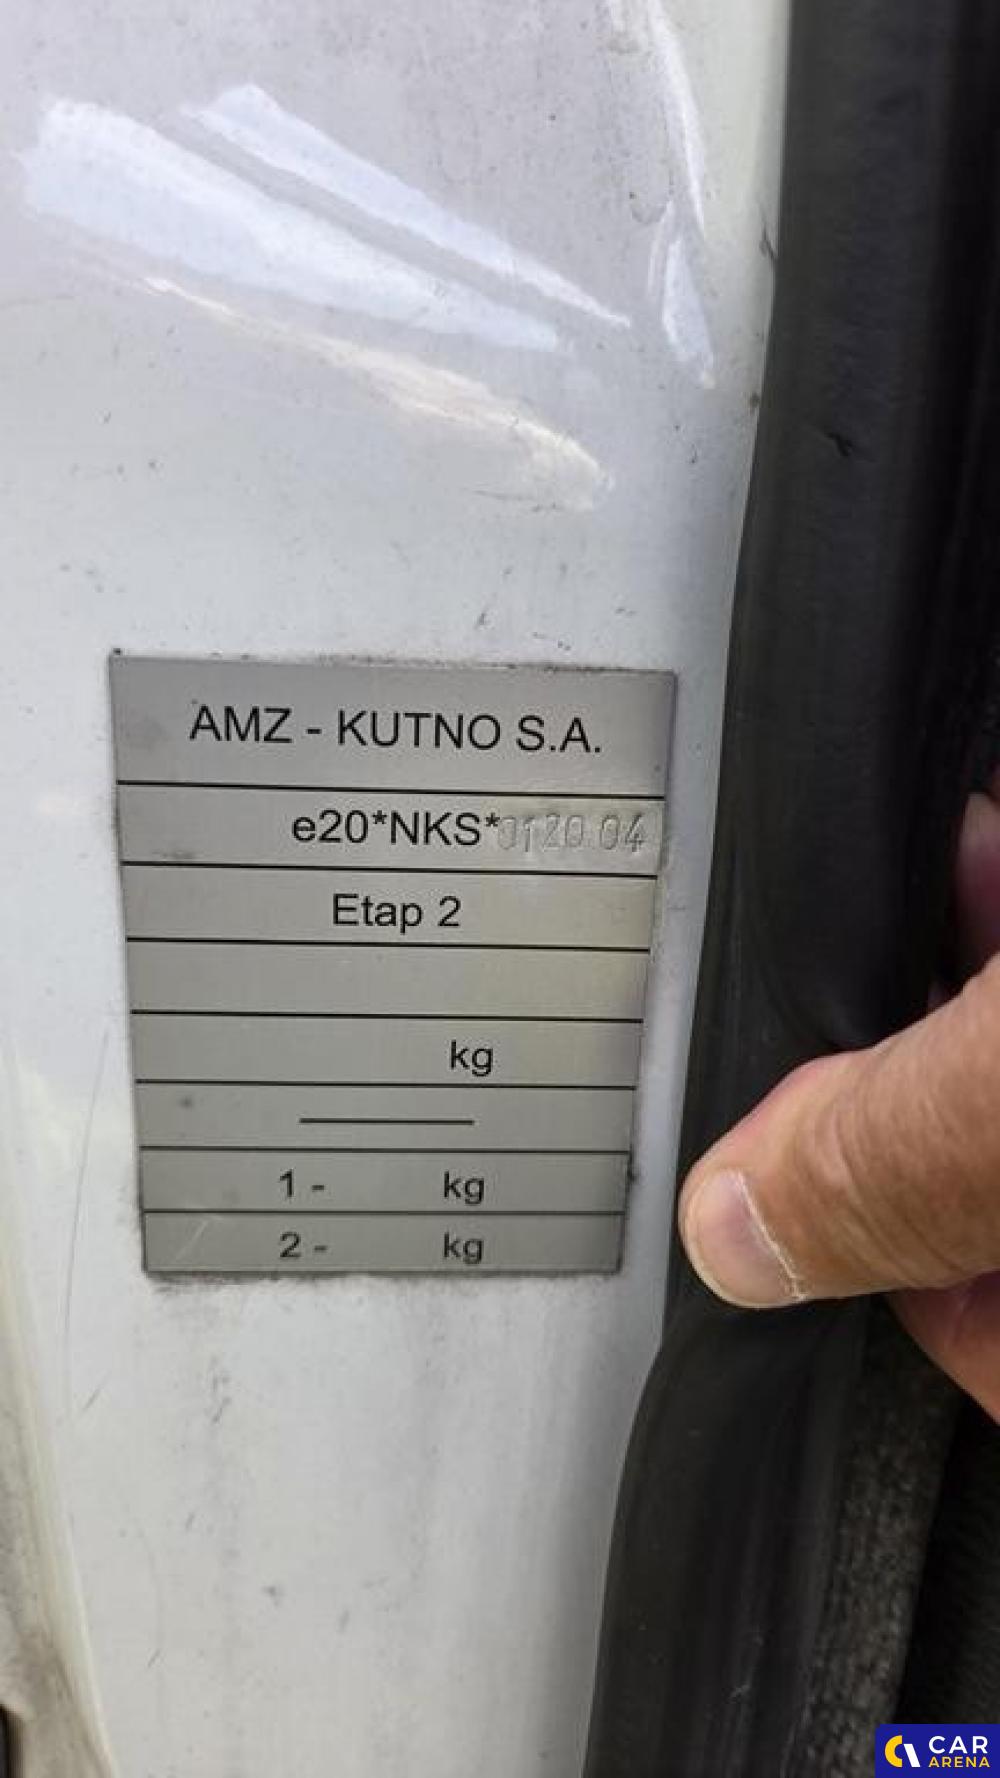 AMZ - KUTNO S.A.
e20*NKS*0120.04
Etap 2
kg
1 - kg
2 - kg
CAR
ARENA